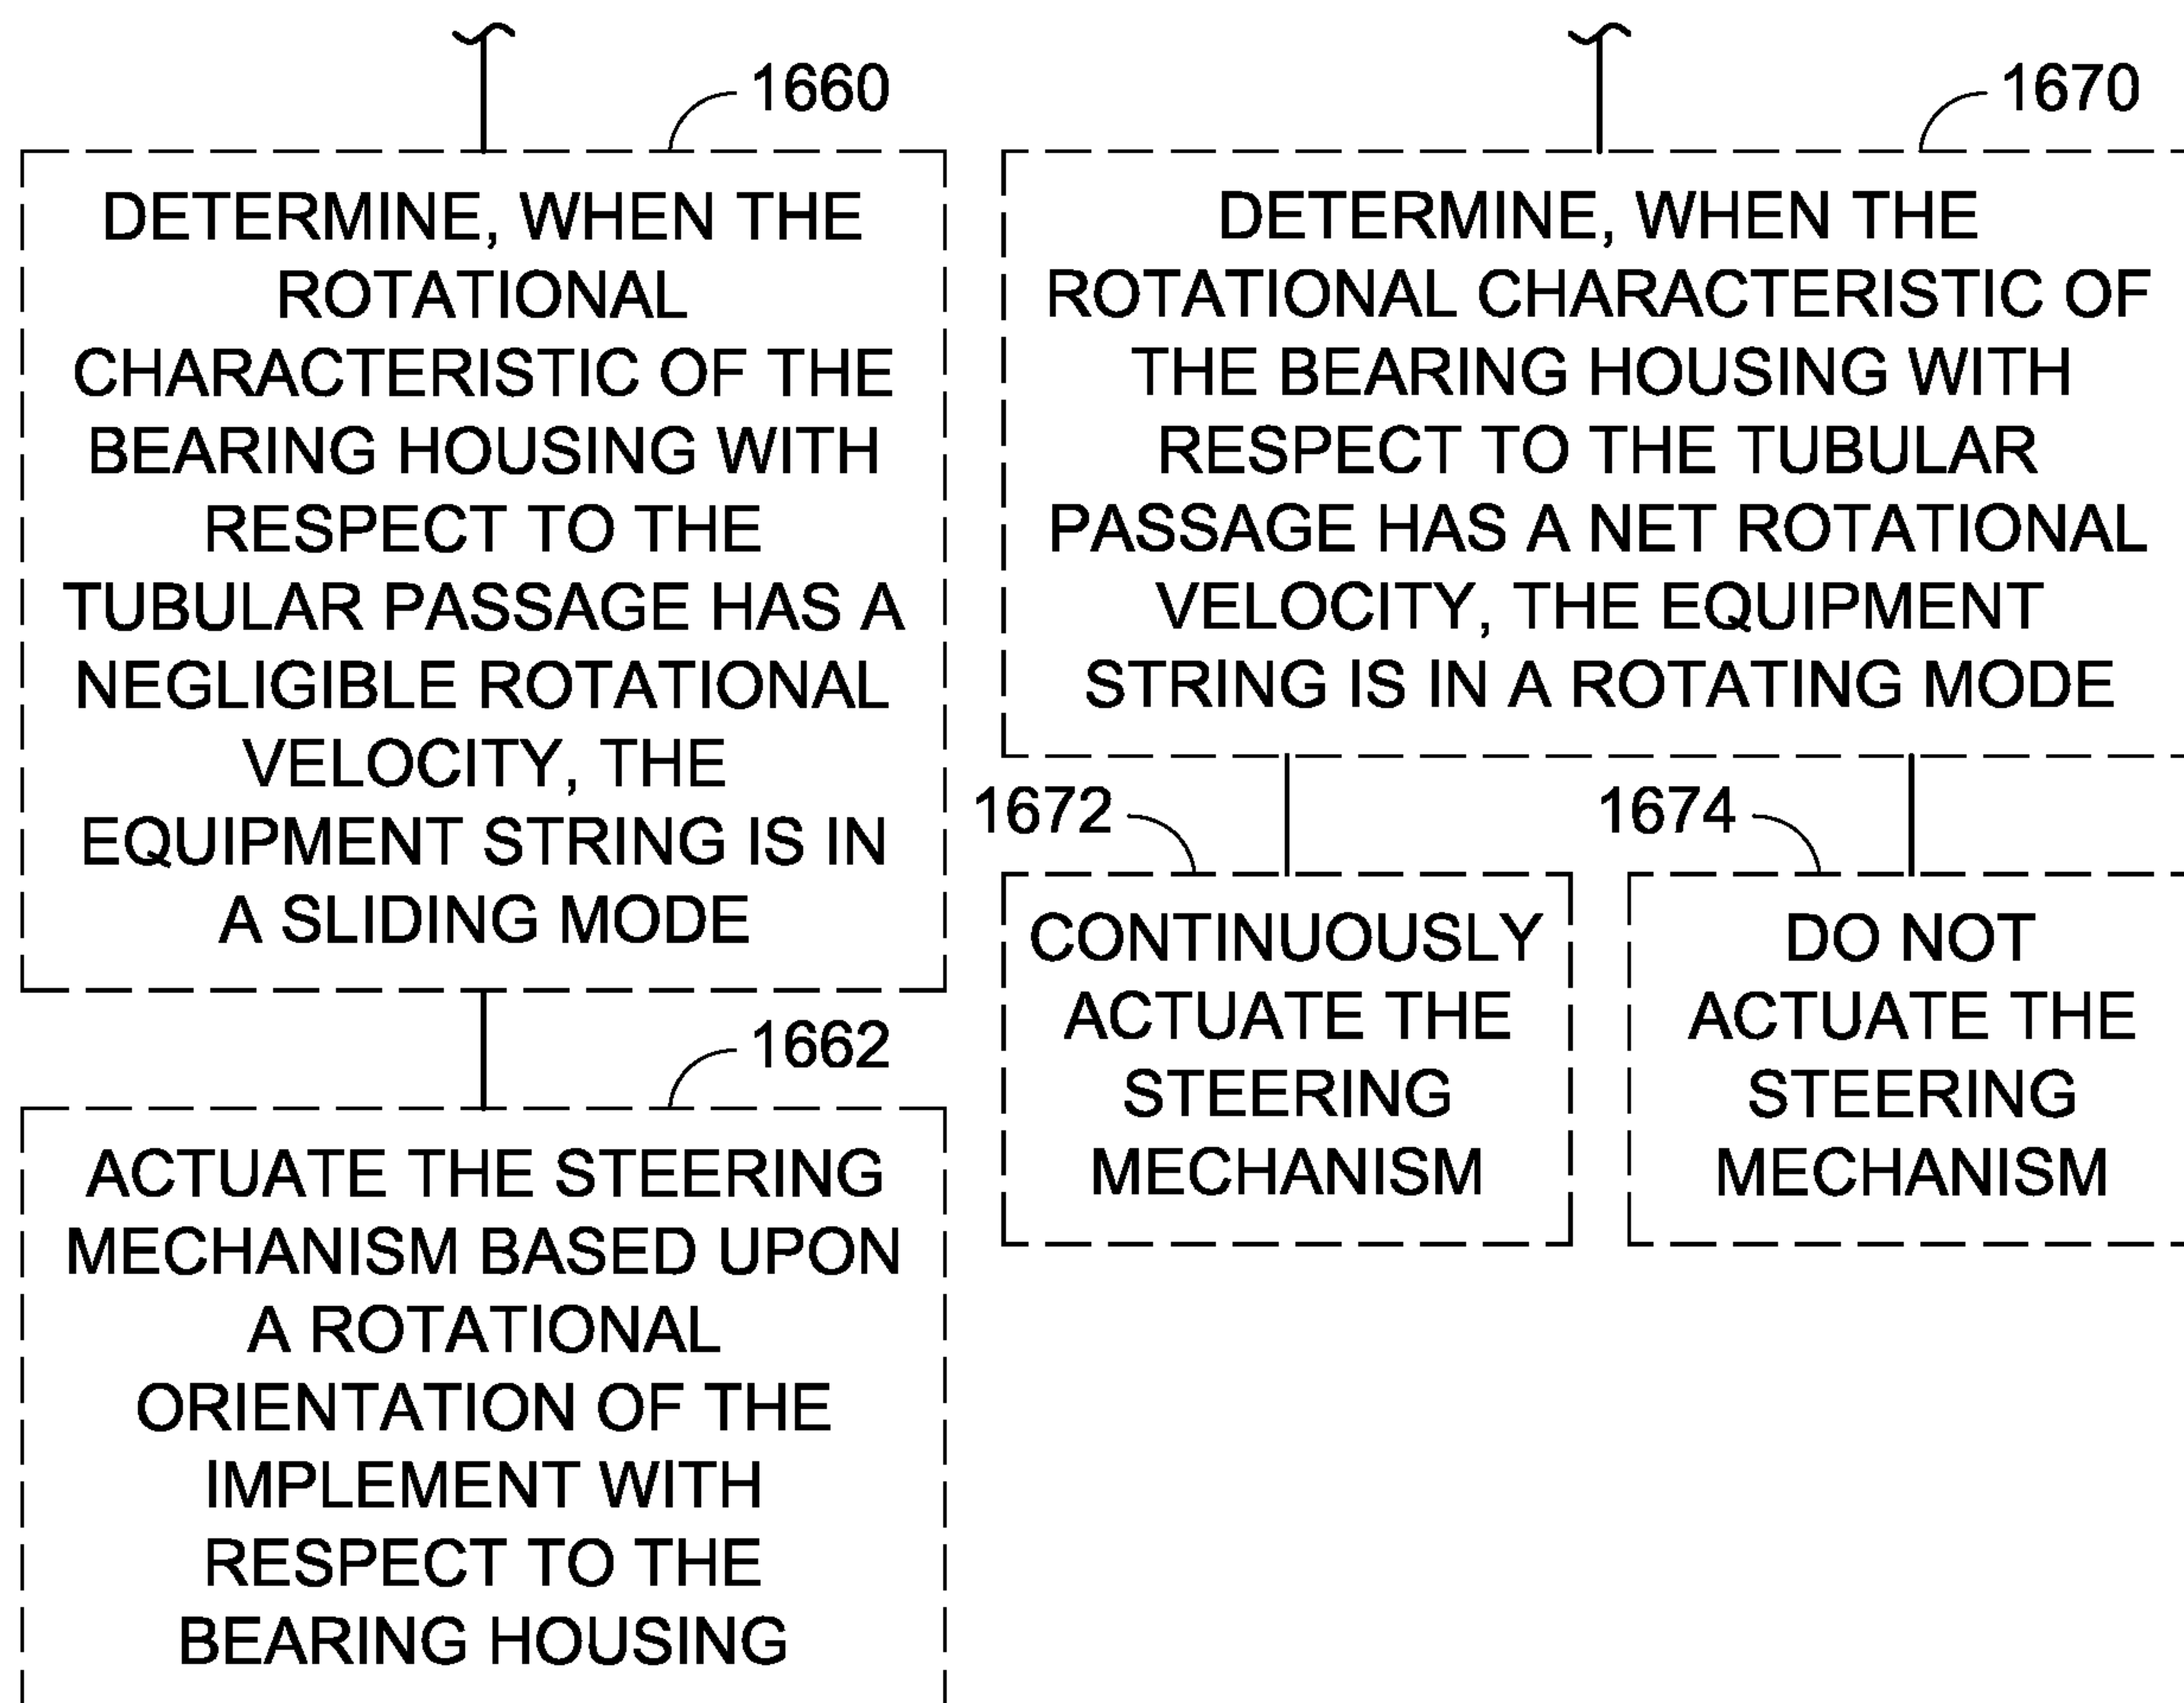 1660
DETERMINE, WHEN THE
ROTATIONAL
CHARACTERISTIC OF THE
BEARING HOUSING WITH
RESPECT TO THE
TUBULAR PASSAGE HAS A
NEGLIGIBLE ROTATIONAL
VELOCITY, THE
EQUIPMENT STRING IS IN
A SLIDING MODE
1662
ACTUATE THE STEERING
MECHANISM BASED UPON
A ROTATIONAL
ORIENTATION OF THE
IMPLEMENT WITH
RESPECT TO THE
BEARING HOUSING
1670
DETERMINE, WHEN THE
ROTATIONAL CHARACTERISTIC OF
THE BEARING HOUSING WITH
RESPECT TO THE TUBULAR
PASSAGE HAS A NET ROTATIONAL
VELOCITY, THE EQUIPMENT
STRING IS IN A ROTATING MODE
1672
CONTINUOUSLY
ACTUATE THE
STEERING
MECHANISM
1674
DO NOT
ACTUATE THE
STEERING
MECHANISM